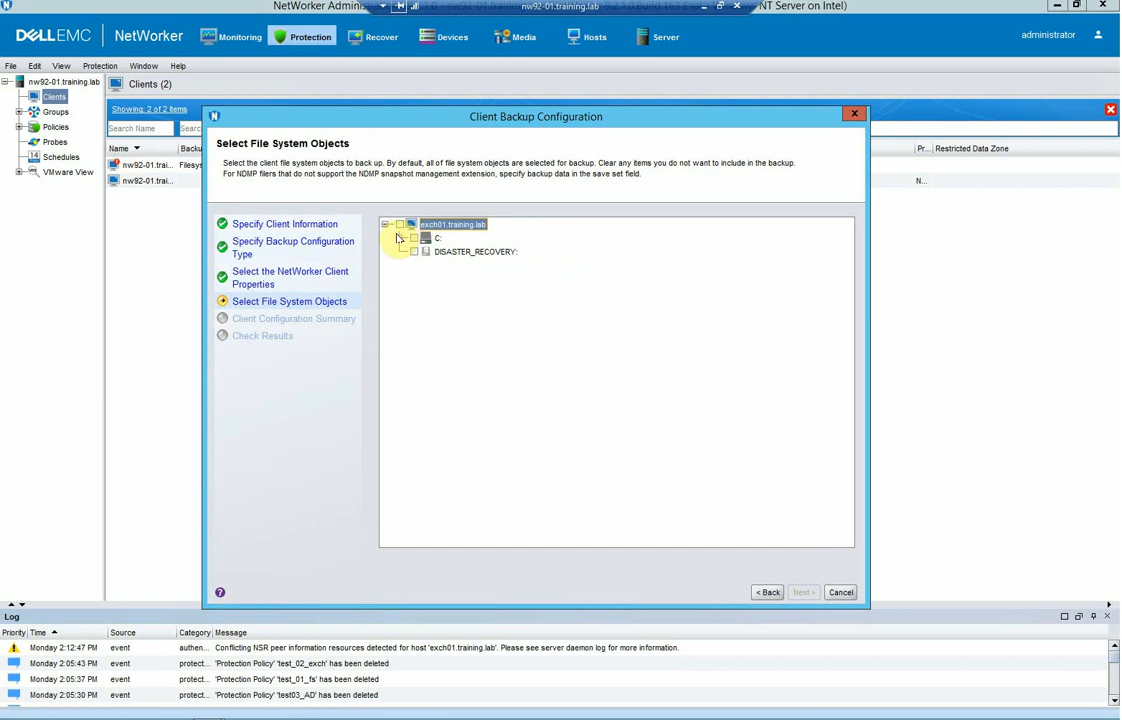 NetWorker Administra
nw92-01.training.lab
NT Server on Intel)
DELLEMC NetWorker Monitoring Protection Recover Devices Media Hosts Server administrator
File Edit View Protection Window Help
nw92-01.training.lab
Clients
Groups
Policies
Probes
Schedules
VMware View
Clients (2)
Showing: 2 of 2 Items
Search Name Searc
Name Backu Pr... Restricted Data Zone
nw92-01.trai... Filesys
nw92-01.trai... N...
Client Backup Configuration
Select File System Objects
Select the client file system objects to back up. By default, all of file system objects are selected for backup. Clear any items you do not want to include in the backup.
For NDMP filers that do not support the NDMP snapshot management extension, specify backup data in the save set field.
Specify Client Information
Specify Backup Configuration
Type
Select the NetWorker Client
Properties
Select File System Objects
Client Configuration Summary
Check Results
exch01.training.lab
C:
DISASTER_RECOVERY:
< Back Next > Cancel
Log
Priority Time Source Category Message
Monday 2:12:47 PM event authen... Conflicting NSR peer information resources detected for host 'exch01.training.lab'. Please see server daemon log for more information.
Monday 2:05:43 PM event protect... 'Protection Policy' 'test_02_exch' has been deleted
Monday 2:05:37 PM event protect... 'Protection Policy' 'test_01_fs' has been deleted
Monday 2:05:30 PM event protect... 'Protection Policy' 'test03_AD' has been deleted